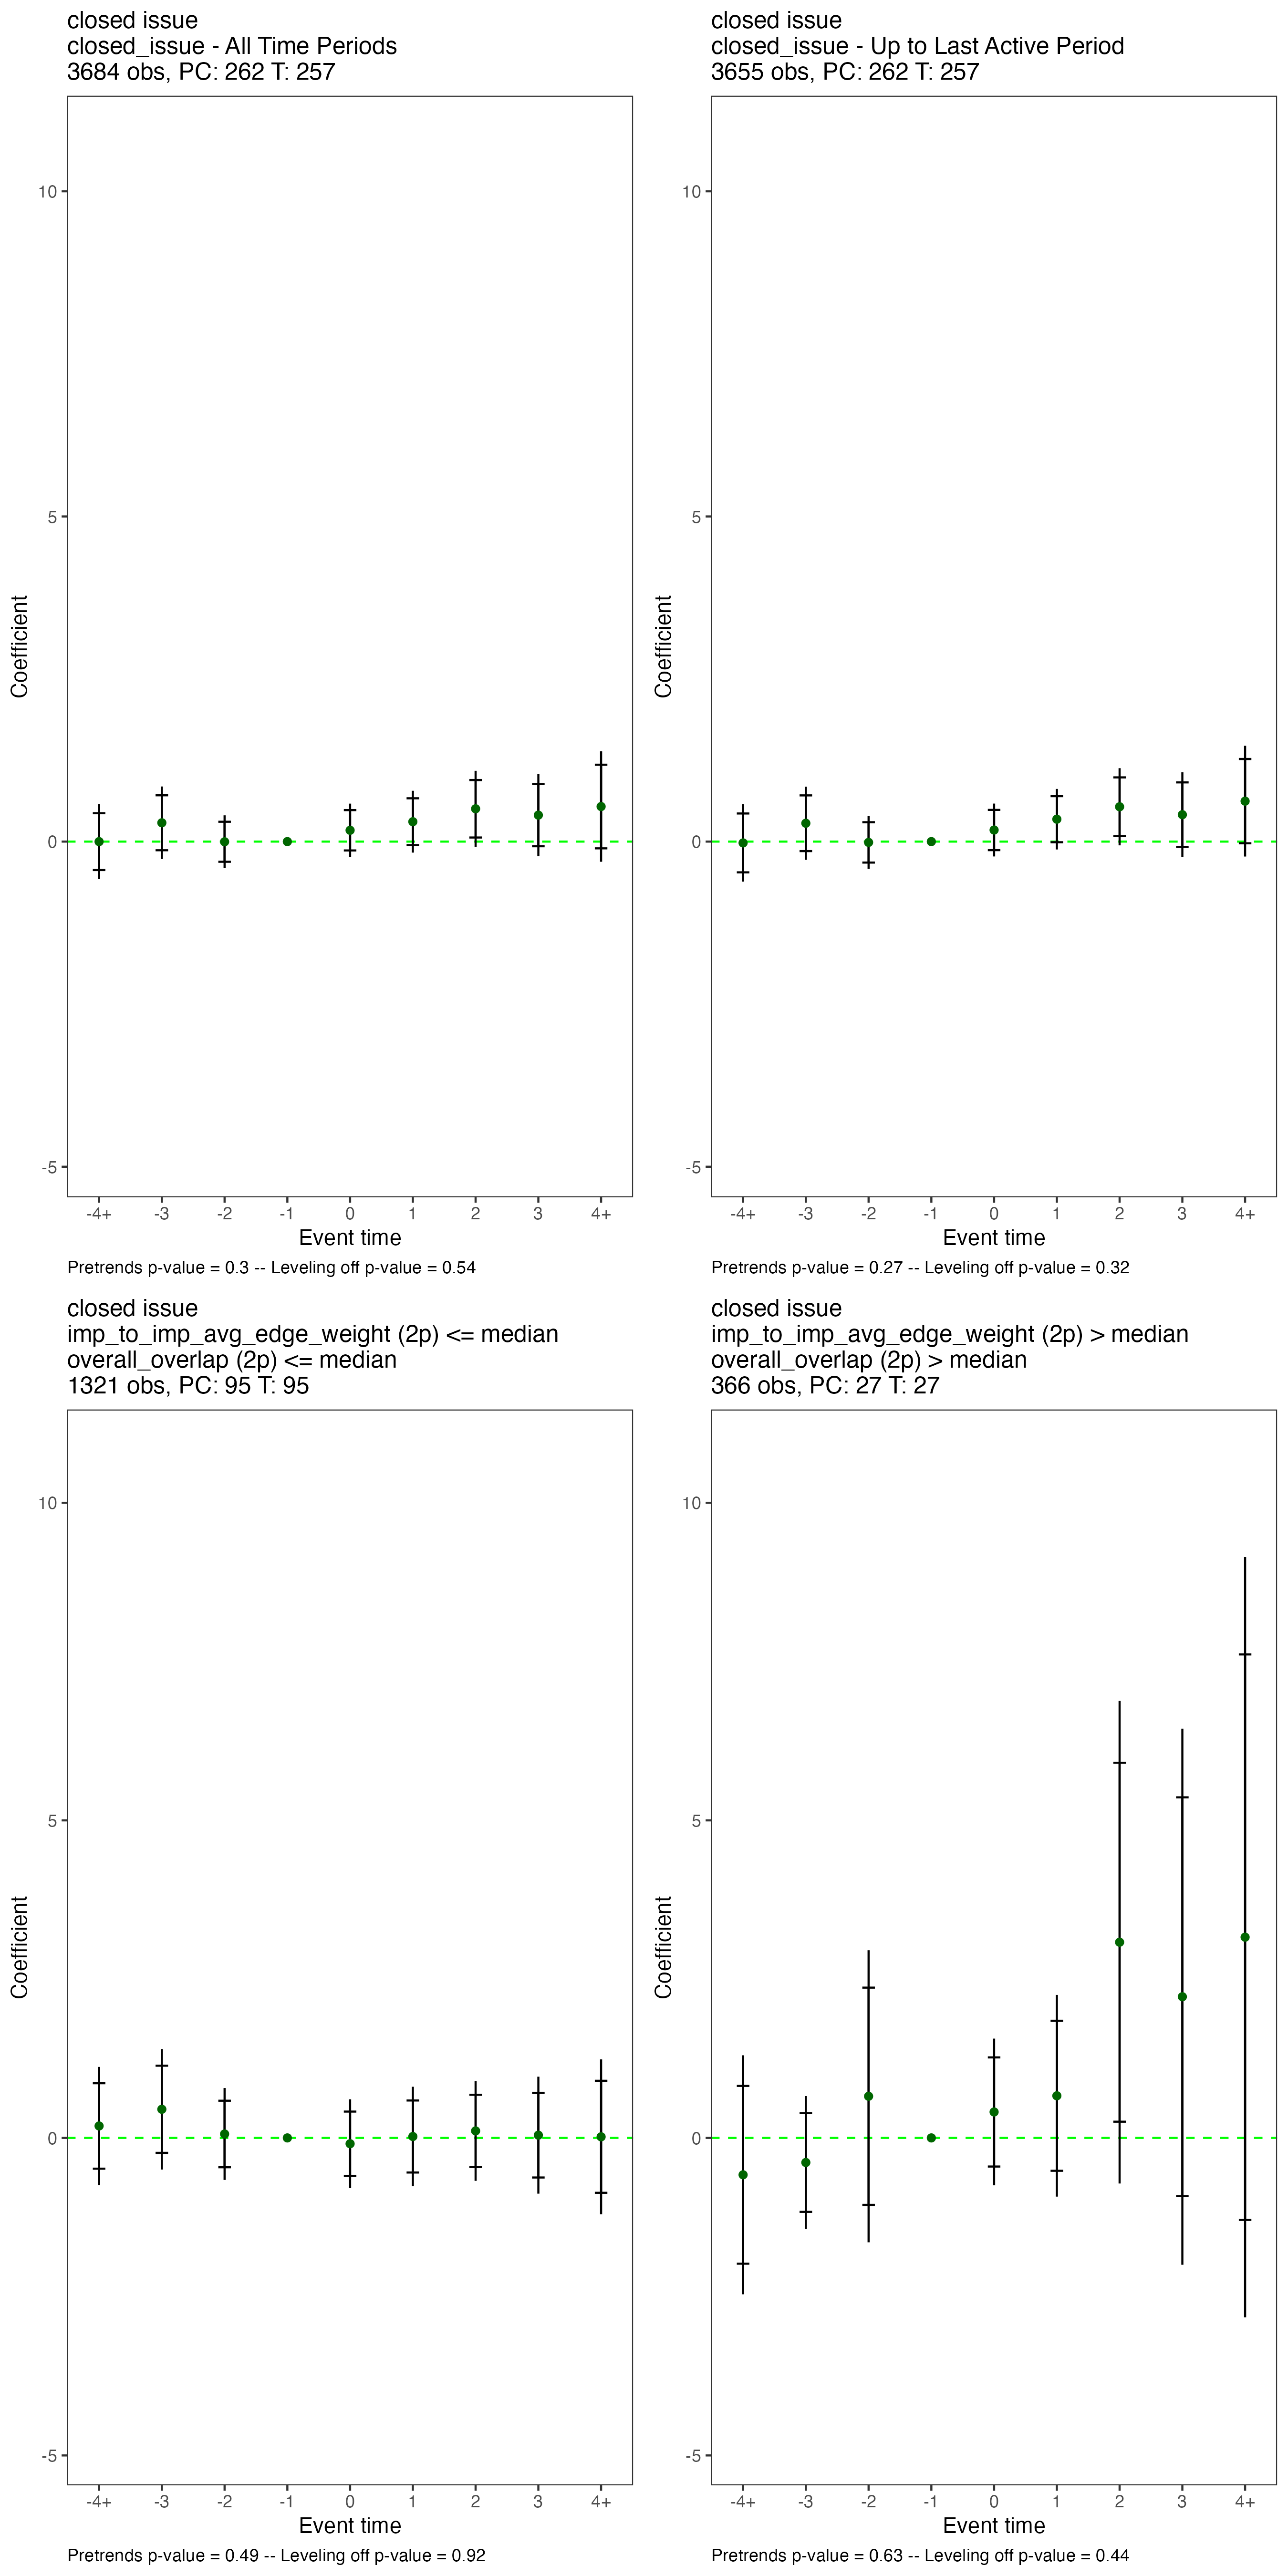 closed issue
closed_issue - All Time Periods
3684 obs, PC: 262 T: 257
10
5
0
-5
Coefficient
-4+ -3 -2 -1 0 1 2 3 4+
Event time
Pretrends p-value = 0.3 -- Leveling off p-value = 0.54
closed issue
closed_issue - Up to Last Active Period
3655 obs, PC: 262 T: 257
10
5
0
-5
Coefficient
-4+ -3 -2 -1 0 1 2 3 4+
Event time
Pretrends p-value = 0.27 -- Leveling off p-value = 0.32
closed issue
imp_to_imp_avg_edge_weight (2p) <= median
overall_overlap (2p) <= median
1321 obs, PC: 95 T: 95
10
5
0
-5
Coefficient
-4+ -3 -2 -1 0 1 2 3 4+
Event time
Pretrends p-value = 0.49 -- Leveling off p-value = 0.92
closed issue
imp_to_imp_avg_edge_weight (2p) > median
overall_overlap (2p) > median
366 obs, PC: 27 T: 27
10
5
0
-5
Coefficient
-4+ -3 -2 -1 0 1 2 3 4+
Event time
Pretrends p-value = 0.63 -- Leveling off p-value = 0.44